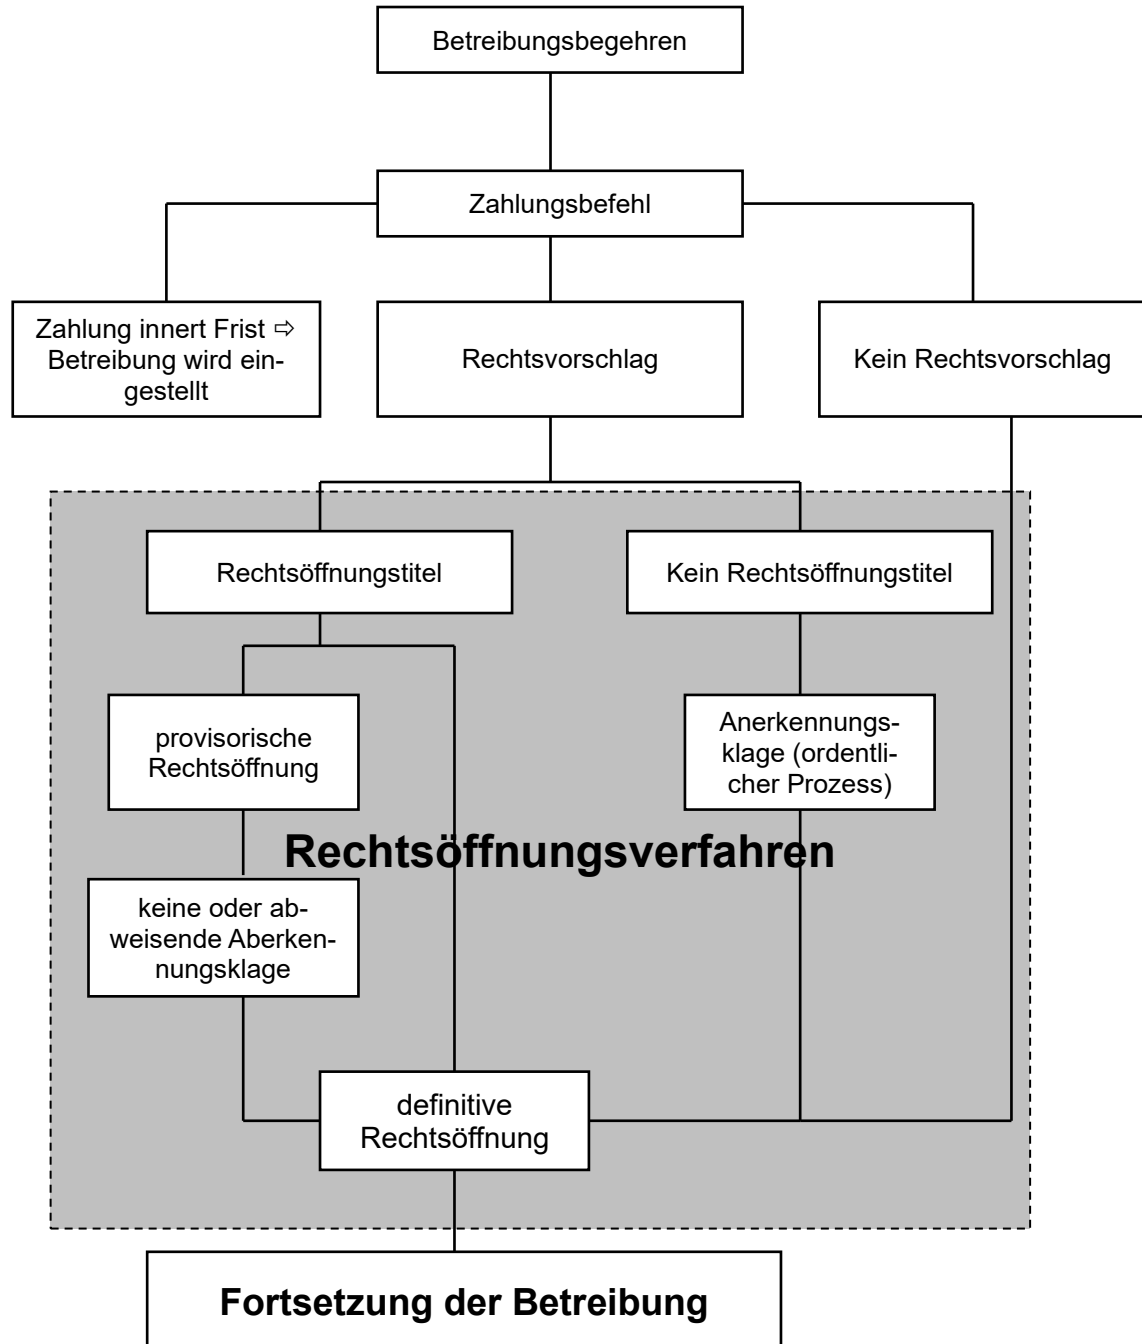 Betreibungsbegehren
Zahlungsbefehl
Zahlung innert Frist ⇨
Betreibung wird ein-
gestellt
Rechtsvorschlag
Kein Rechtsvorschlag
Rechtsöffnungstitel
Kein Rechtsöffnungstitel
provisorische
Rechtsöffnung
Anerkennungs-
klage (ordentli-
cher Prozess)
Rechtsöffnungsverfahren
keine oder ab-
weisende Aberken-
nungsklage
definitive
Rechtsöffnung
Fortsetzung der Betreibung